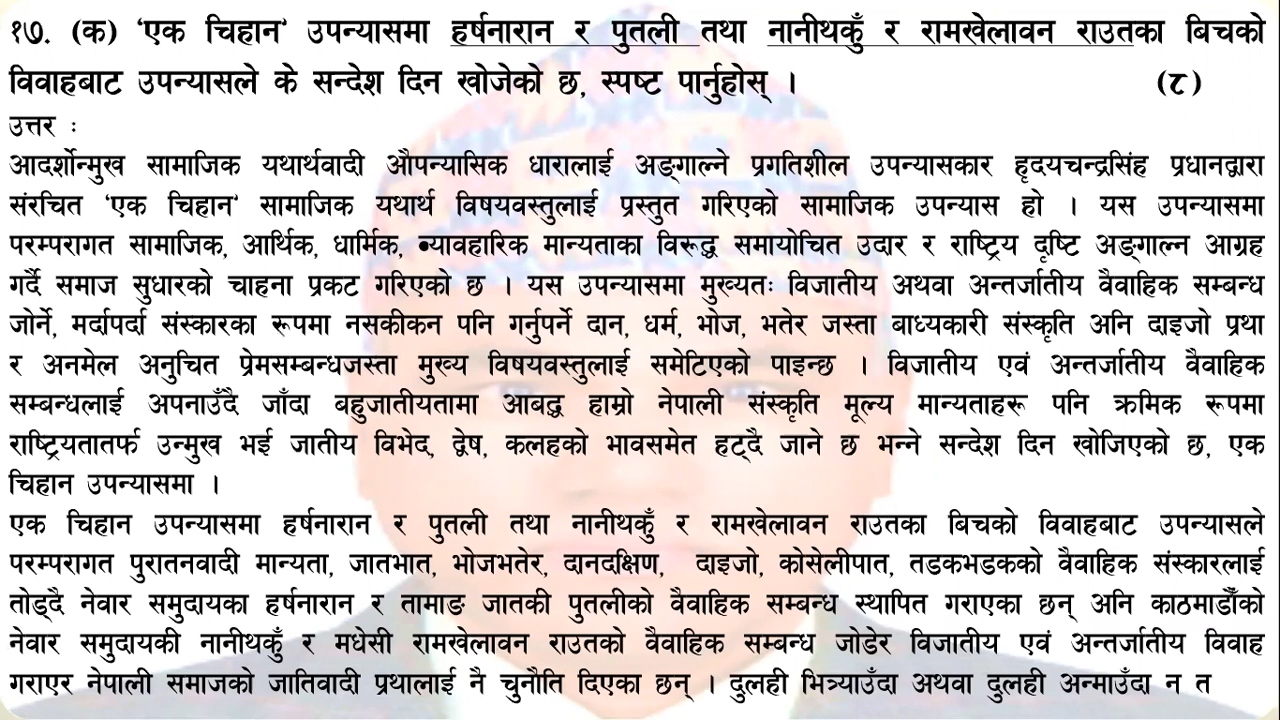 १७. (क) ‘एक चिहान’ उपन्यासमा हर्षनारान र पुतली तथा नानीथकुँ र रामखेलावन राउतका बिचको
विवाहबाट उपन्यासले के सन्देश दिन खोजेको छ, स्पष्ट पार्नुहोस् । (८)
उत्तर :
आदर्शोन्मुख सामाजिक यथार्थवादी औपन्यासिक धारालाई अङ्गाल्ने प्रगतिशील उपन्यासकार हृदयचन्द्रसिंह प्रधानद्वारा
संरचित ‘एक चिहान’ सामाजिक यथार्थ विषयवस्तुलाई प्रस्तुत गरिएको सामाजिक उपन्यास हो । यस उपन्यासमा
परम्परागत सामाजिक, आर्थिक, धार्मिक, व्यावहारिक मान्यताका विरूद्ध समायोचित उदार र राष्ट्रिय दृष्टि अङ्गाल्न आग्रह
गर्दै समाज सुधारको चाहना प्रकट गरिएको छ । यस उपन्यासमा मुख्यतः विजातीय अथवा अन्तर्जातीय वैवाहिक सम्बन्ध
जोर्ने, मर्दापर्दा संस्कारका रूपमा नसकीकन पनि गर्नुपर्ने दान, धर्म, भोज, भतेर जस्ता बाध्यकारी संस्कृति अनि दाइजो प्रथा
र अनमेल अनुचित प्रेमसम्बन्धजस्ता मुख्य विषयवस्तुलाई समेटिएको पाइन्छ । विजातीय एवं अन्तर्जातीय वैवाहिक
सम्बन्धलाई अपनाउँदै जाँदा बहुजातीयतामा आबद्ध हाम्रो नेपाली संस्कृति मूल्य मान्यताहरू पनि क्रमिक रूपमा
राष्ट्रियतातर्फ उन्मुख भई जातीय विभेद, द्वेष, कलहको भावसमेत हट्दै जाने छ भन्ने सन्देश दिन खोजिएको छ, एक
चिहान उपन्यासमा ।
एक चिहान उपन्यासमा हर्षनारान र पुतली तथा नानीथकुँ र रामखेलावन राउतका बिचको विवाहबाट उपन्यासले
परम्परागत पुरातनवादी मान्यता, जातभात, भोजभतेर, दानदक्षिण, दाइजो, कोसेलीपात, तडकभडकको वैवाहिक संस्कारलाई
तोड्दै नेवार समुदायका हर्षनारान र तामाङ जातकी पुतलीको वैवाहिक सम्बन्ध स्थापित गराएका छन् अनि काठमाडौँको
नेवार समुदायकी नानीथकुँ र मधेसी रामखेलावन राउतको वैवाहिक सम्बन्ध जोडेर विजातीय एवं अन्तर्जातीय विवाह
गराएर नेपाली समाजको जातिवादी प्रथालाई नै चुनौति दिएका छन् । दुलही भित्र्याउँदा अथवा दुलही अन्माउँदा न त